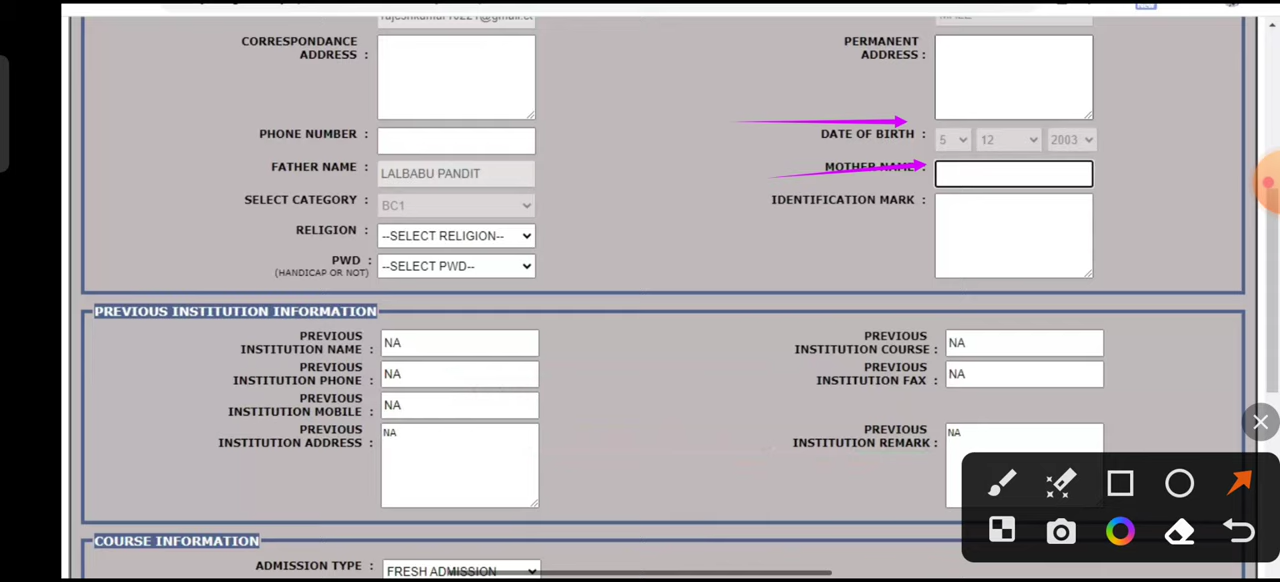 CORRESPONDANCE
ADDRESS :
PERMANENT
ADDRESS :
PHONE NUMBER :
DATE OF BIRTH : 5 12 2003
FATHER NAME : LALBABU PANDIT
MOTHER NAME :
SELECT CATEGORY : BC1
IDENTIFICATION MARK :
RELIGION : --SELECT RELIGION--
PWD : --SELECT PWD--
(HANDICAP OR NOT)
PREVIOUS INSTITUTION INFORMATION
PREVIOUS
INSTITUTION NAME : NA
PREVIOUS
INSTITUTION COURSE : NA
PREVIOUS
INSTITUTION PHONE : NA
PREVIOUS
INSTITUTION FAX : NA
PREVIOUS
INSTITUTION MOBILE : NA
PREVIOUS
INSTITUTION ADDRESS : NA
PREVIOUS
INSTITUTION REMARK : NA
COURSE INFORMATION
ADMISSION TYPE : FRESH ADMISSION